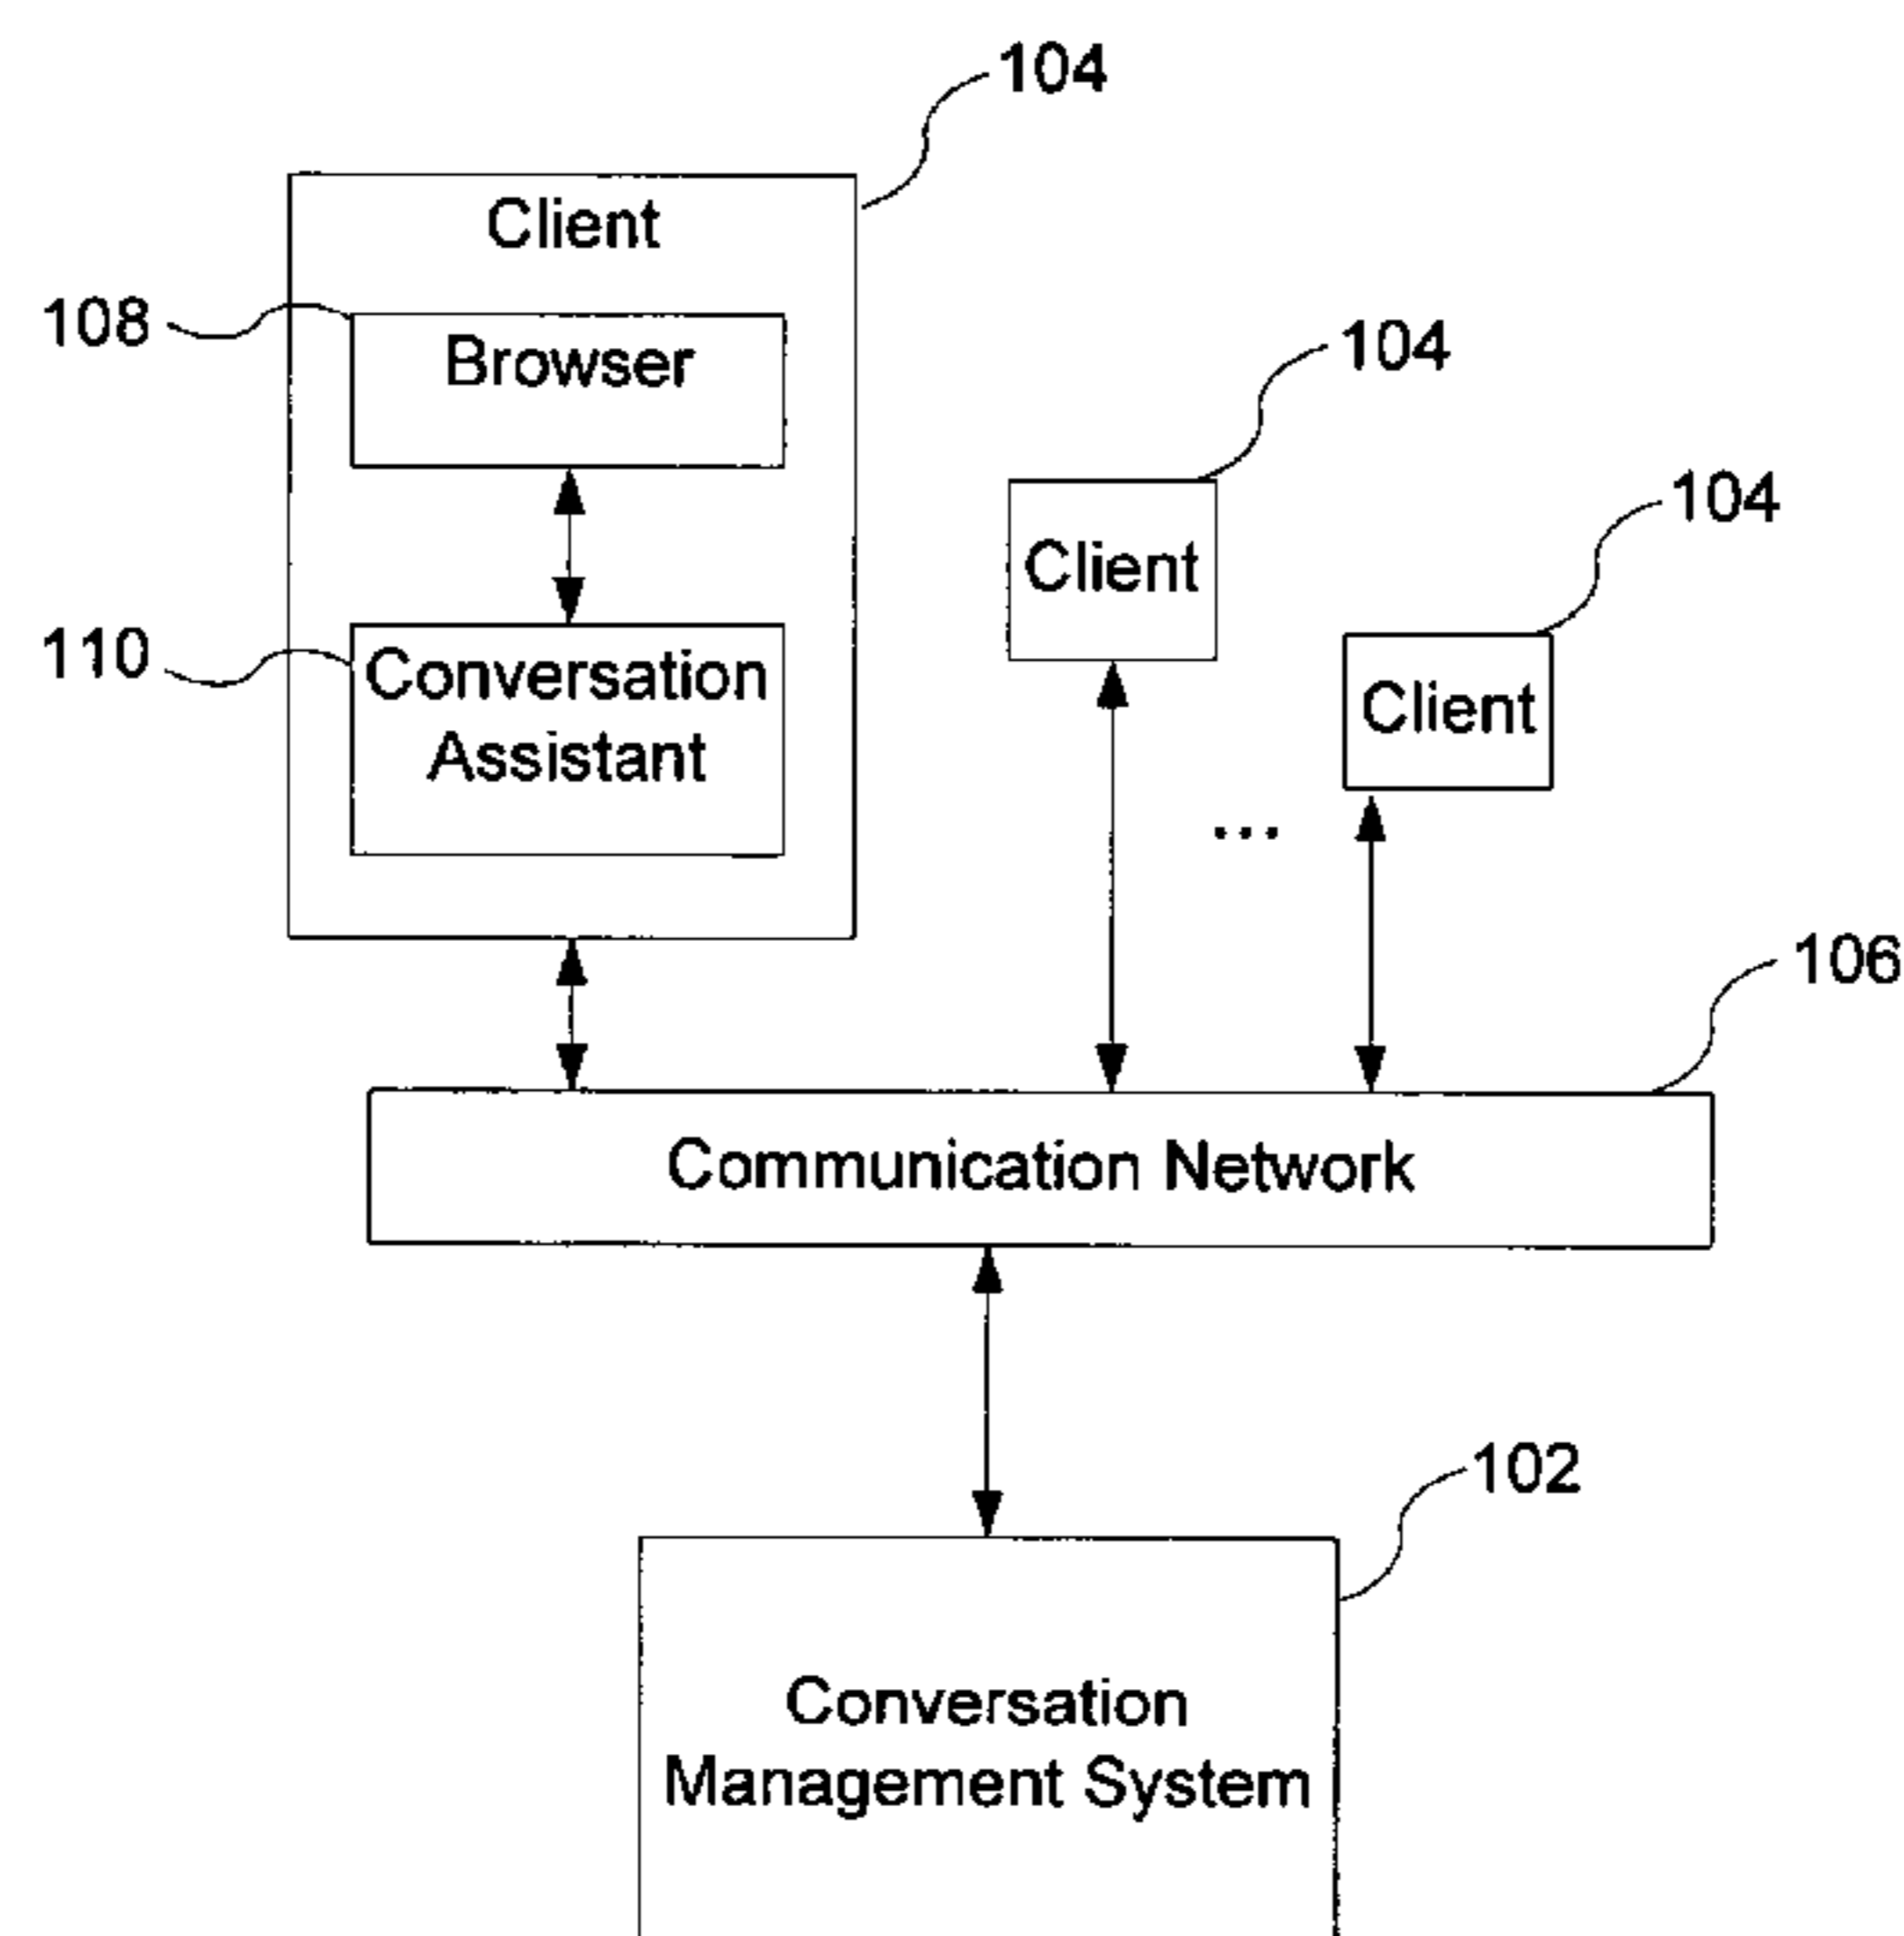 104
Client
108
Browser
104
104
Client
110
Conversation
Assistant
Client
...
106
Communication Network
102
Conversation
Management System